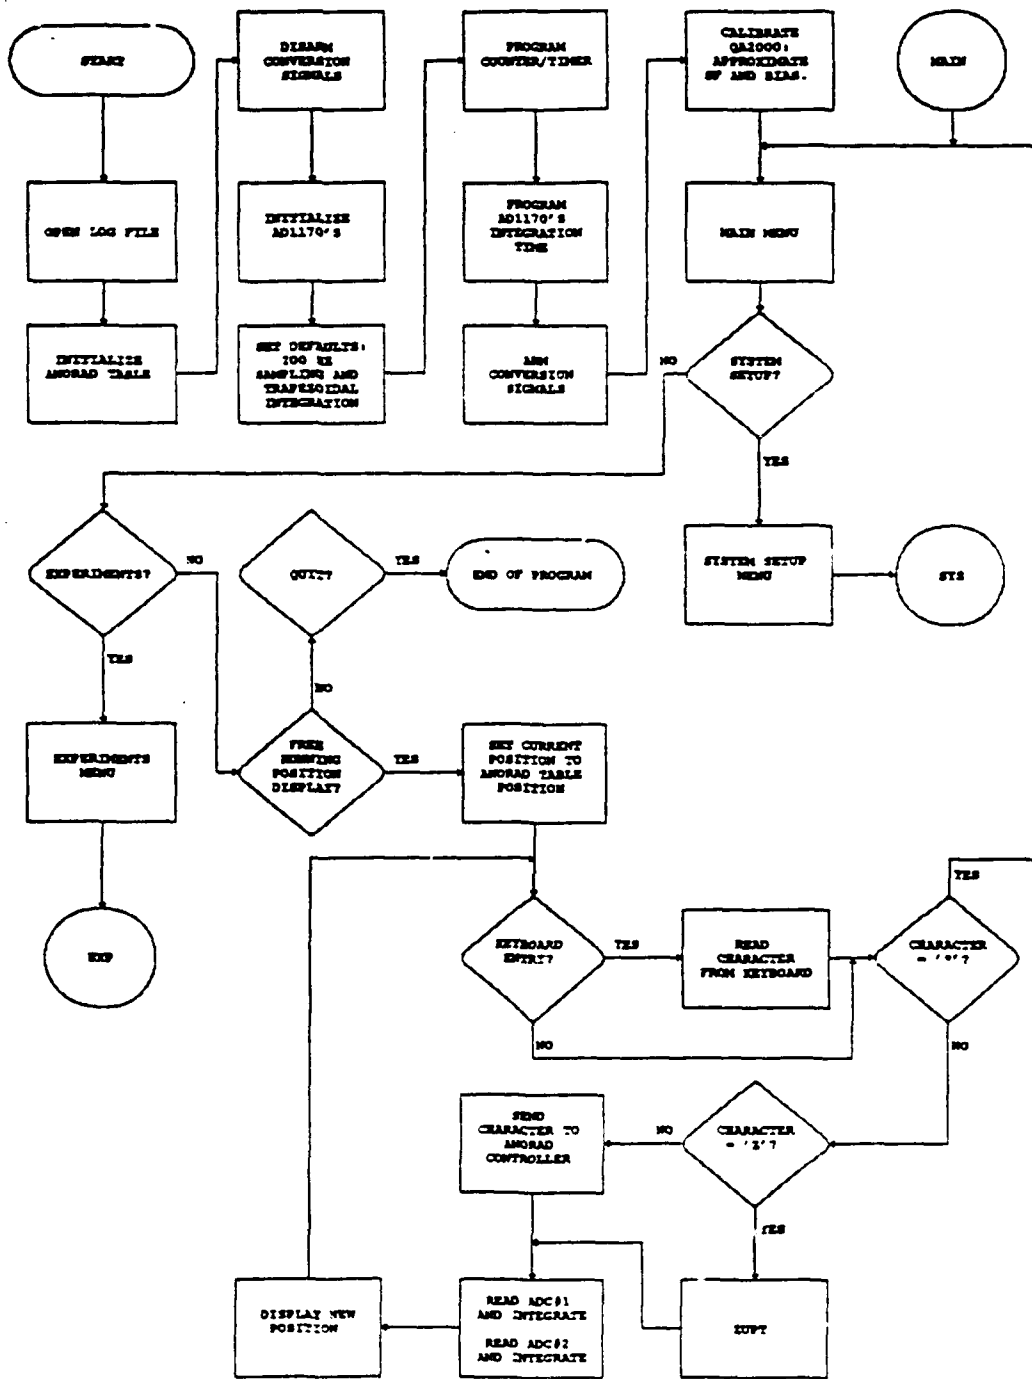 START
DISARM
CONVERSION
SIGNALS
PROGRAM
COUNTER/TIMER
CALIBRATE
QA2000:
APPROXIMATE
SF AND BIAS.
MAIN
OPEN LOG FILE
INITIALIZE
AD1170'S
PROGRAM
AD1170'S
INTEGRATION
TIME
MAIN MENU
INITIALIZE
ANORAD TABLE
SET DEFAULTS:
SAMPLING AND
TRAPEZOIDAL
INTEGRATION
ARM
CONVERSION
SIGNALS
NO
SYSTEM
SETUP?
YES
EXPERIMENTS?
NO
QUIT?
YES
END OF PROGRAM
SYSTEM SETUP
MENU
SYS
YES
NO
EXPERIMENTS
MENU
FREE
RUNNING
POSITION
DISPLAY?
YES
SET CURRENT
POSITION TO
ANORAD TABLE
POSITION
EXP
KEYBOARD
ENTRY?
YES
READ
CHARACTER
FROM KEYBOARD
YES
CHARACTER
NO
NO
SEND
CHARACTER TO
ANORAD
CONTROLLER
NO
CHARACTER
= 'Z'?
YES
DISPLAY NEW
POSITION
READ ADC#1
AND INTEGRATE
READ ADC#2
AND INTEGRATE
ZUPT